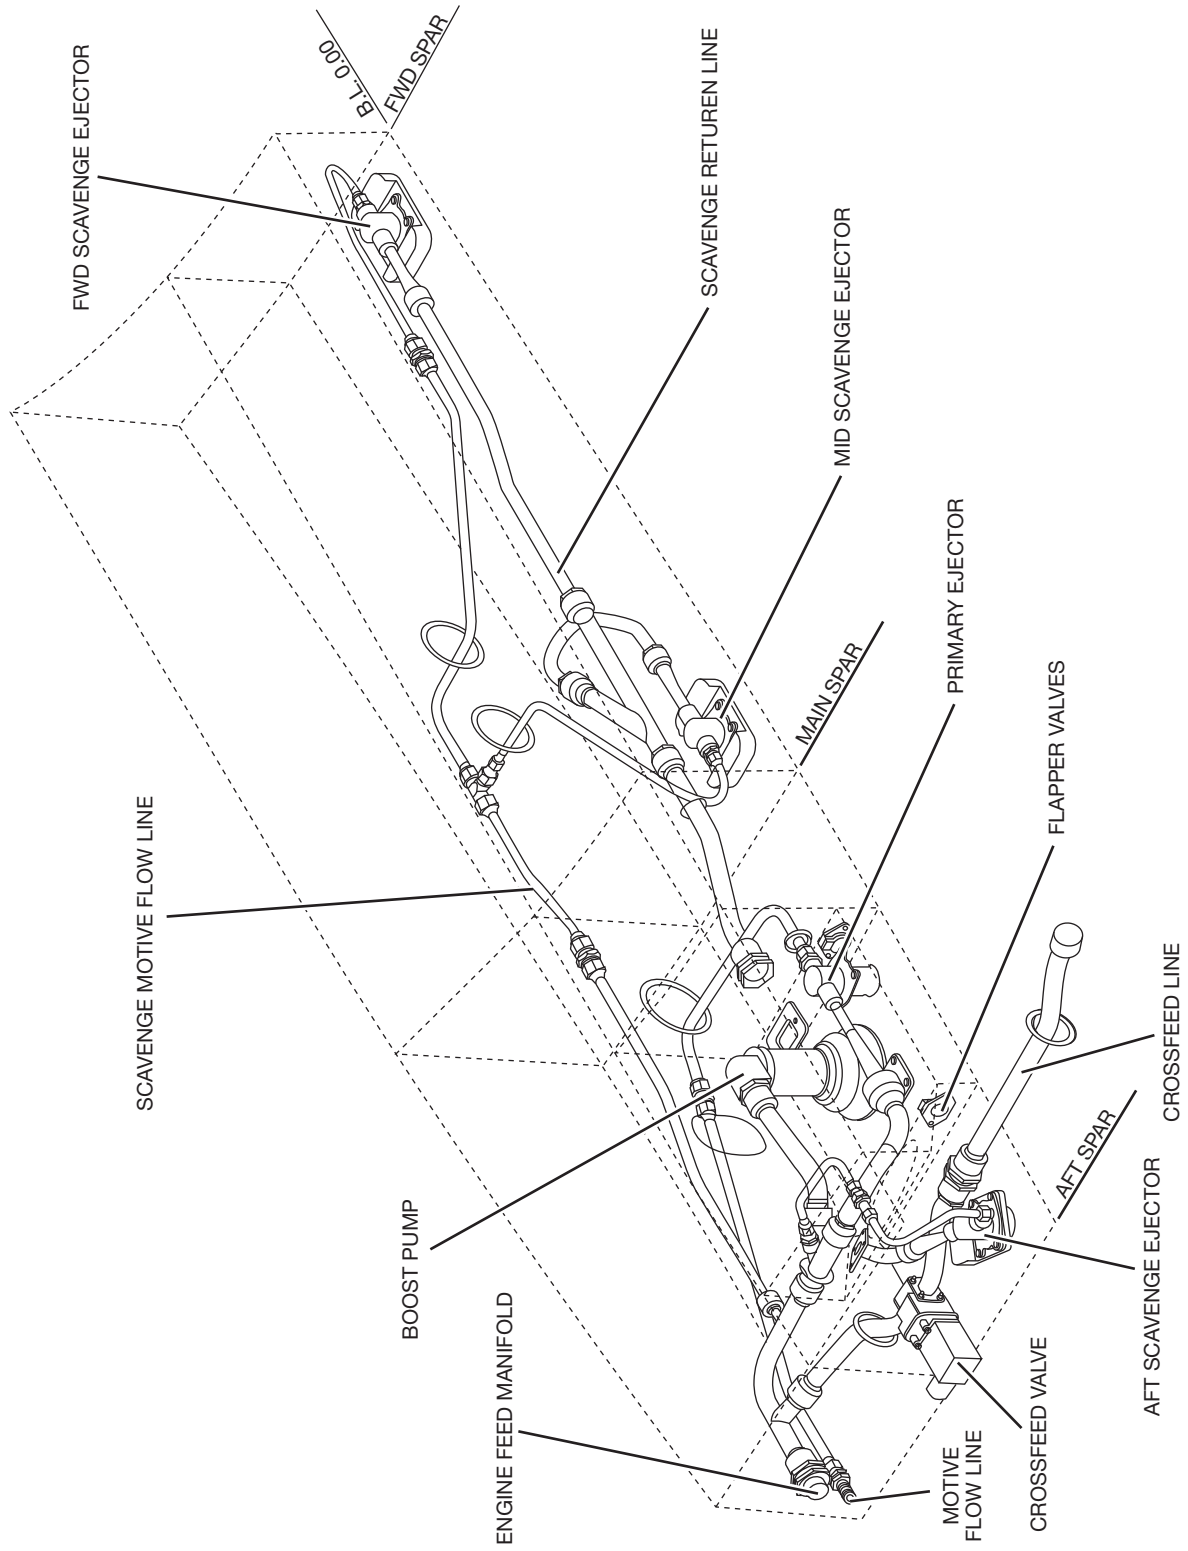 FWD SCAVENGE EJECTOR
B.L. 0.00
FWD SPAR
SCAVENGE RETUREN LINE
MID SCAVENGE EJECTOR
PRIMARY EJECTOR
MAIN SPAR
FLAPPER VALVES
SCAVENGE MOTIVE FLOW LINE
CROSSFEED LINE
AFT SPAR
BOOST PUMP
AFT SCAVENGE EJECTOR
ENGINE FEED MANIFOLD
CROSSFEED VALVE
MOTIVE
FLOW LINE